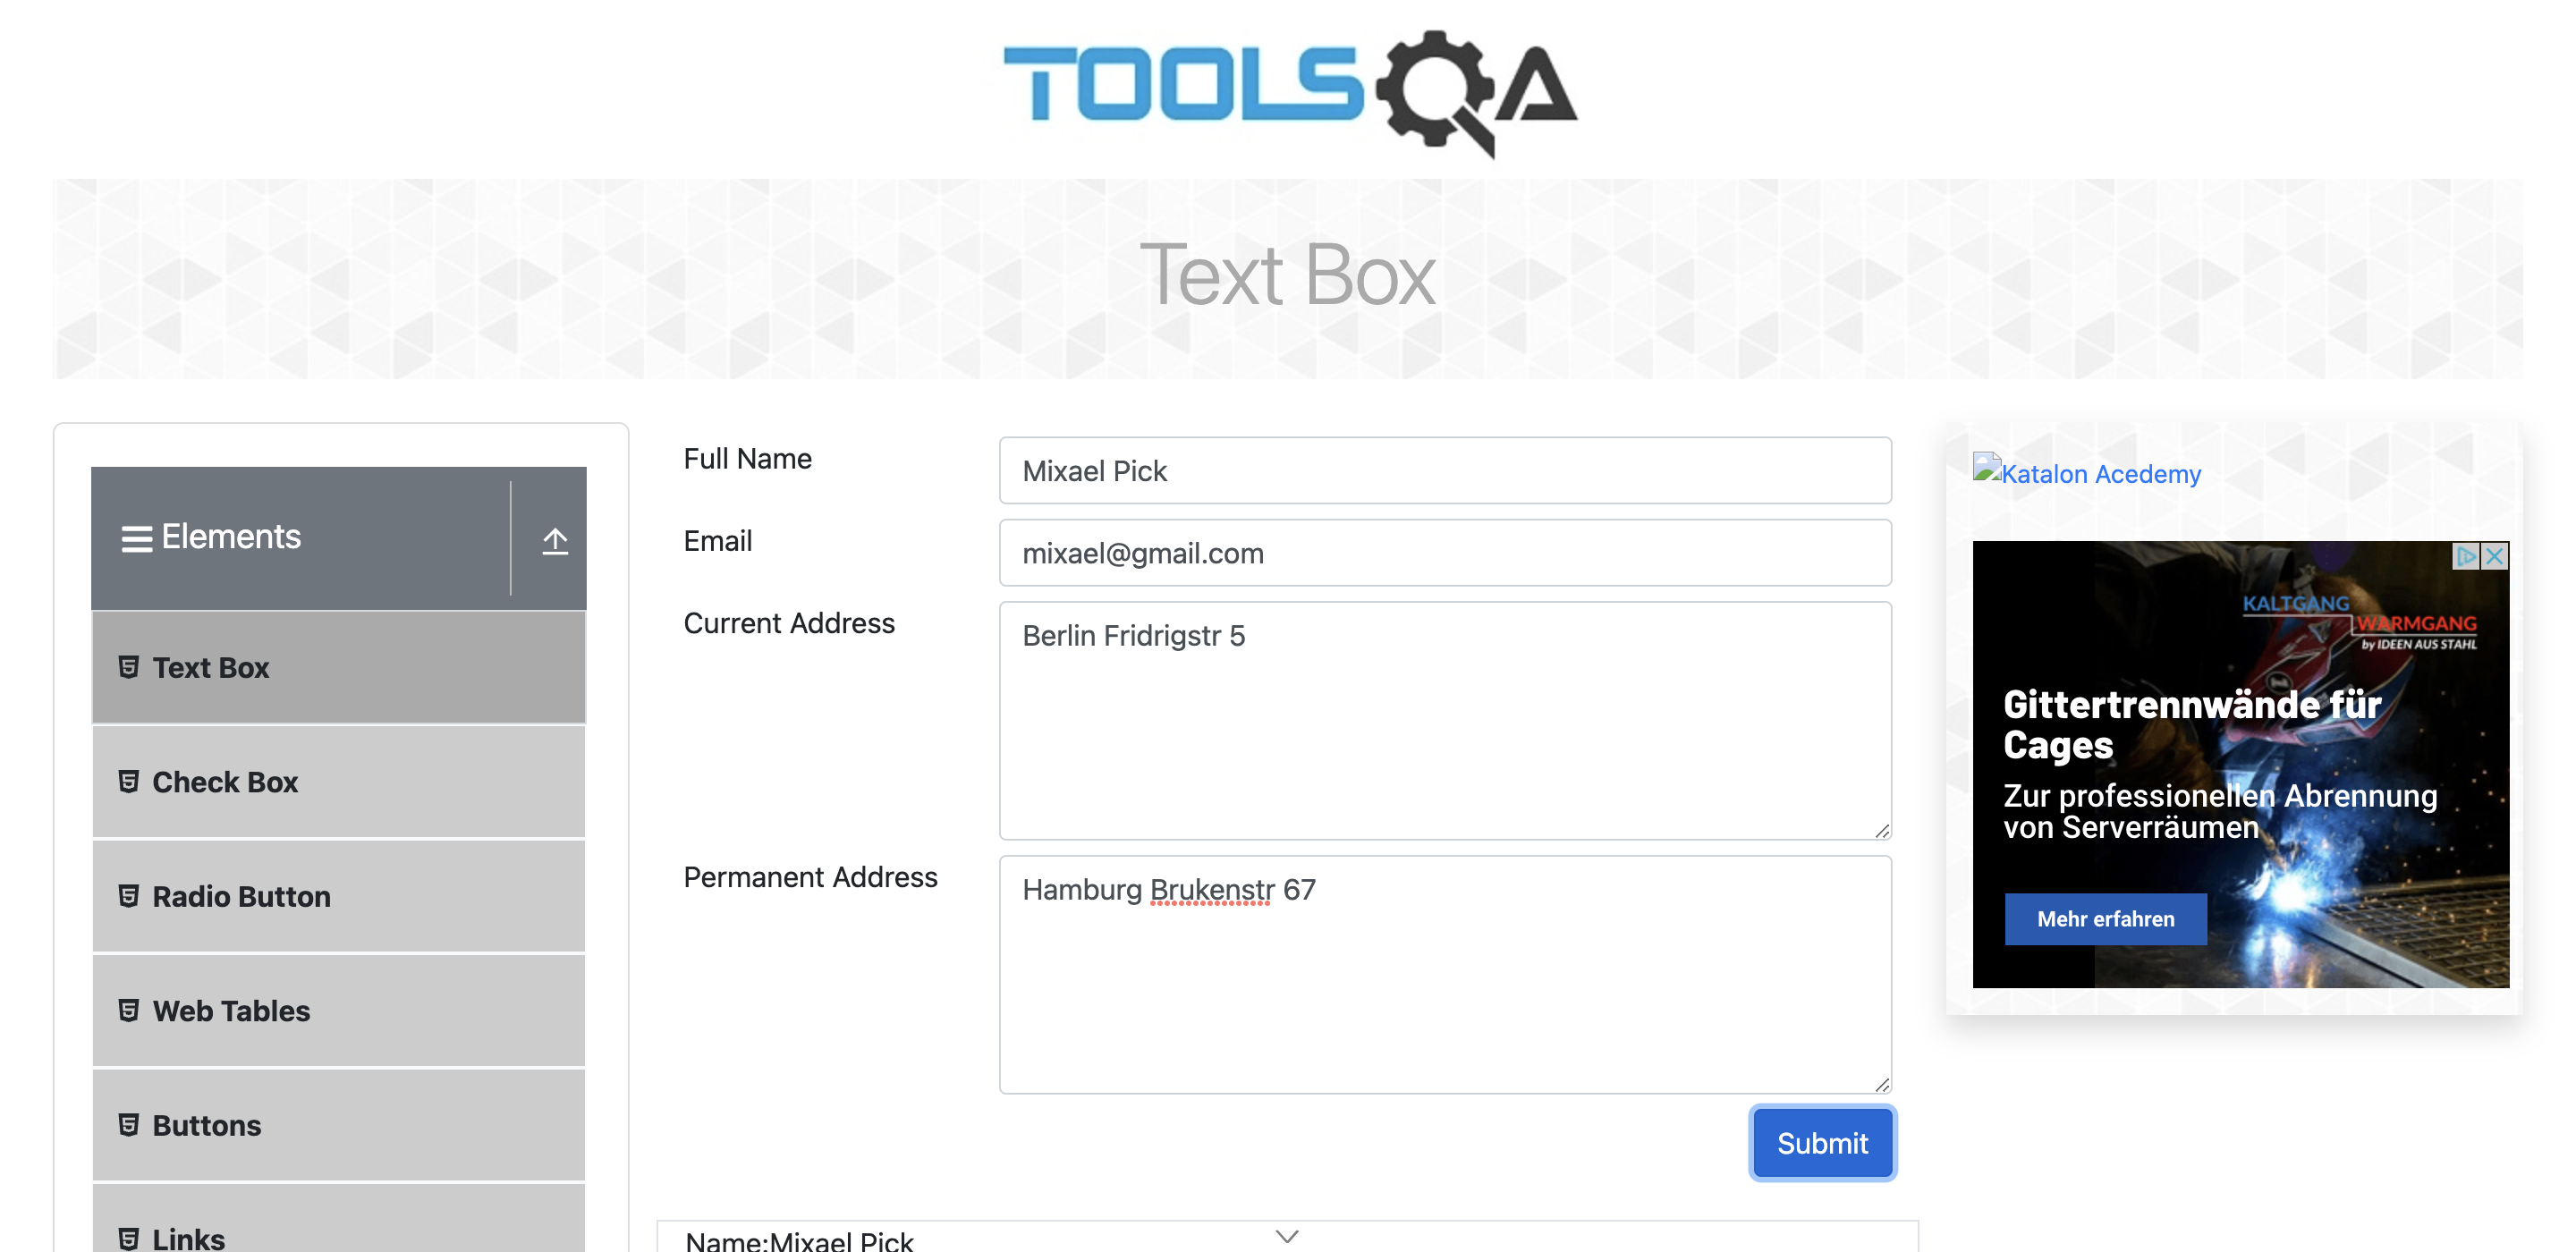 TOOLSQA
Text Box
Elements
Text Box
Check Box
Radio Button
Web Tables
Buttons
Links
Full Name
Mixael Pick
Email
mixael@gmail.com
Current Address
Berlin Fridrigstr 5
Permanent Address
Hamburg Brukenstr 67
Submit
Name:Mixael Pick
Katalon Acedemy
KALTGANG
WARMGANG
by IDEEN AUS STAHL
Gittertrennwände für
Cages
Zur professionellen Abrennung
von Serverräumen
Mehr erfahren